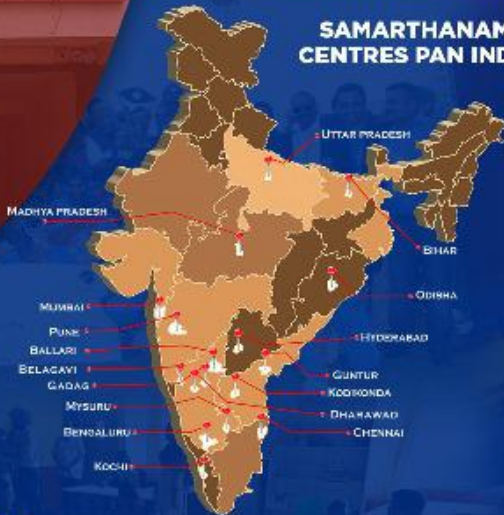 SAMARTHANAM
CENTRES PAN IND
UTTAR PRADESH
MADHYA PRADESH
BIHAR
ODISHA
MUMBAI
PUNE
HYDERABAD
BALLARI
BELAGAVI
GUNTUR
GADAG
KODIKONDA
MYSURU
DHARAWAD
BENGALURU
CHENNAI
KOCHI